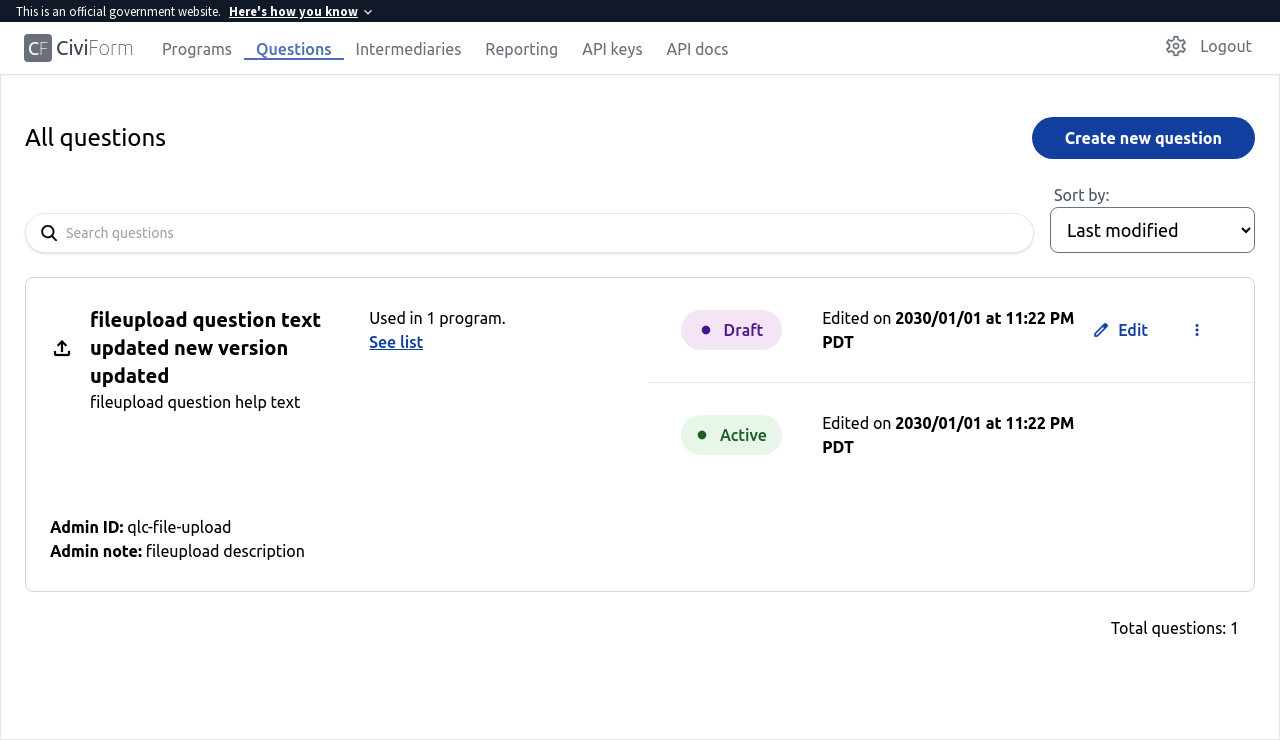 This is an official government website. Here's how you know
CF CiviForm Programs Questions Intermediaries Reporting API keys API docs Logout
All questions
Create new question
Sort by:
Search questions
Last modified
fileupload question text
updated new version
updated
fileupload question help text
Used in 1 program.
See list
Draft
Edited on 2030/01/01 at 11:22 PM
PDT
Edit
Active
Edited on 2030/01/01 at 11:22 PM
PDT
Admin ID: qlc-file-upload
Admin note: fileupload description
Total questions: 1